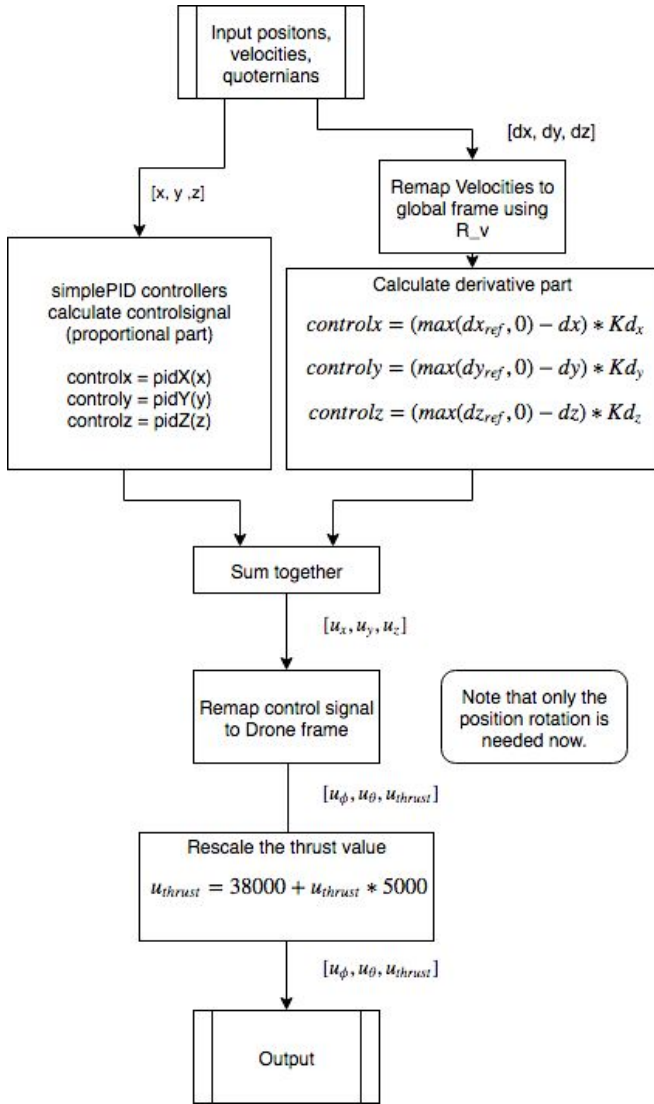 Input positons,
velocities,
quoternians
[dx, dy, dz]
[x, y ,z]
Remap Velocities to
global frame using
R_v
simplePID controllers
calculate controlsignal
(proportional part)
controlx = pidX(x)
controly = pidY(y)
controlz = pidZ(z)
Calculate derivative part
controlx = (max(dx_ref, 0) − dx) * Kd_x
controly = (max(dy_ref, 0) − dy) * Kd_y
controlz = (max(dz_ref, 0) − dz) * Kd_z
Sum together
[u_x, u_y, u_z]
Remap control signal
to Drone frame
Note that only the
position rotation is
needed now.
[u_ϕ, u_θ, u_thrust]
Rescale the thrust value
u_thrust = 38000 + u_thrust * 5000
[u_ϕ, u_θ, u_thrust]
Output